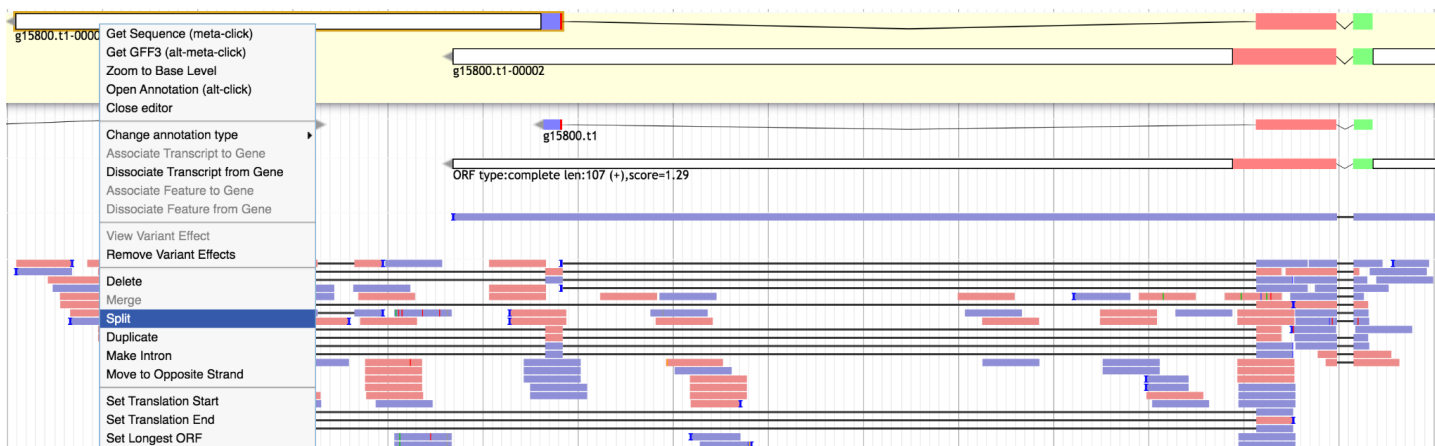 g15800.t1-0000
Get Sequence (meta-click)
Get GFF3 (alt-meta-click)
Zoom to Base Level
Open Annotation (alt-click)
Close editor
Change annotation type
Associate Transcript to Gene
Dissociate Transcript from Gene
Associate Feature to Gene
Dissociate Feature from Gene
View Variant Effect
Remove Variant Effects
Delete
Merge
Split
Duplicate
Make Intron
Move to Opposite Strand
Set Translation Start
Set Translation End
Set Longest ORF
g15800.t1-00002
g15800.t1
ORF type:complete len:107 (+),score=1.29